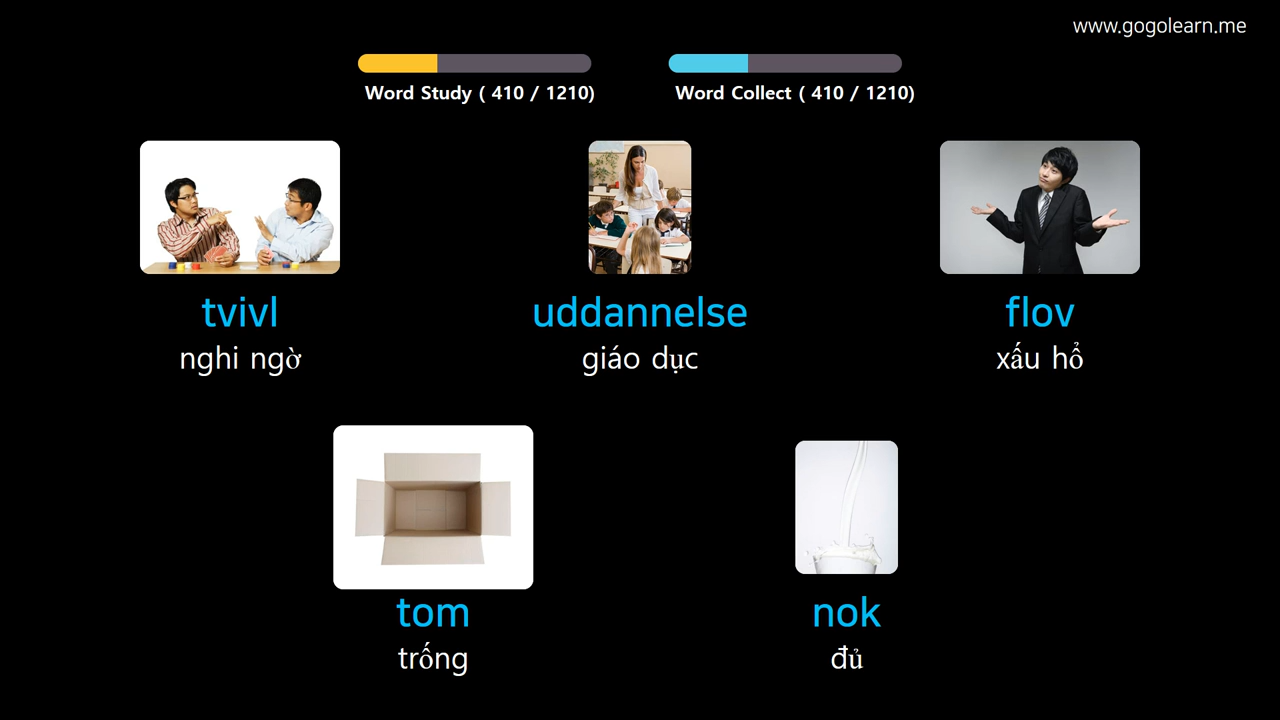 www.gogolearn.me
Word Study ( 410 / 1210)
Word Collect ( 410 / 1210)
tvivl
nghi ngờ
uddannelse
giáo dục
flov
xấu hổ
tom
trống
nok
đủ